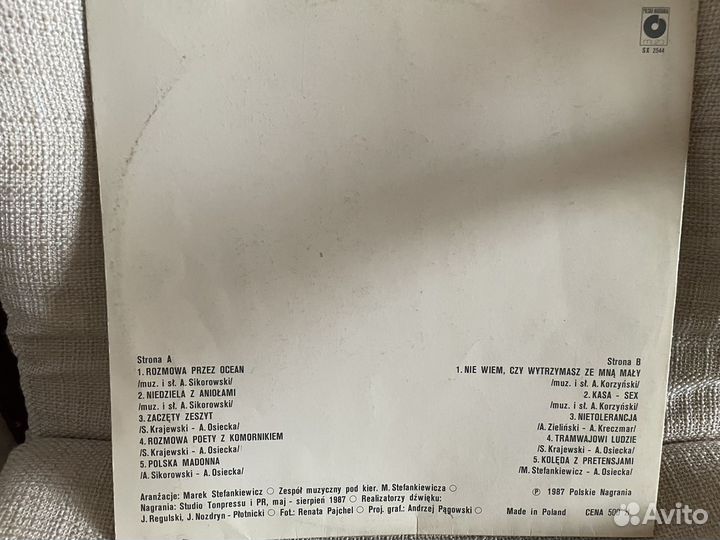 POLSKIE NAGRANIA
muza
SX 2544
Strona A
1. ROZMOWA PRZEZ OCEAN
/muz. i sł. A. Sikorowski/
2. NIEDZIELA Z ANIOŁAMI
/muz. i sł. A. Sikorowski/
3. ZACZĘTY ZESZYT
/S. Krajewski - A. Osiecka/
4. ROZMOWA POETY Z KOMORNIKIEM
/S. Krajewski - A. Osiecka/
5. POLSKA MADONNA
/A. Sikorowski - A. Osiecka/
Strona B
1. NIE WIEM, CZY WYTRZYMASZ ZE MNĄ MAŁY
/muz. i sł. A. Korzyński/
2. KASA - SEX
/muz. i sł. A. Korzyński/
3. NIETOLERANCJA
/A. Zieliński - A. Kreczmar/
4. TRAMWAJOWI LUDZIE
/S. Krajewski - A. Osiecka/
5. KOLĘDA Z PRETENSJAMI
/M. Stefankiewicz - A. Osiecka/
Aranżacje: Marek Stefankiewicz ○ Zespół muzyczny pod kier. M. Stefankiewicza ○
Nagrania: Studio Tonpressu i PR, maj - sierpień 1987 ○ Realizatorzy dźwięku:
J. Regulski, J. Nozdryn - Płotnicki ○ Fot.: Renata Pajchel ○ Proj. graf.: Andrzej Pągowski ○
℗ 1987 Polskie Nagrania
Made in Poland CENA
Avito